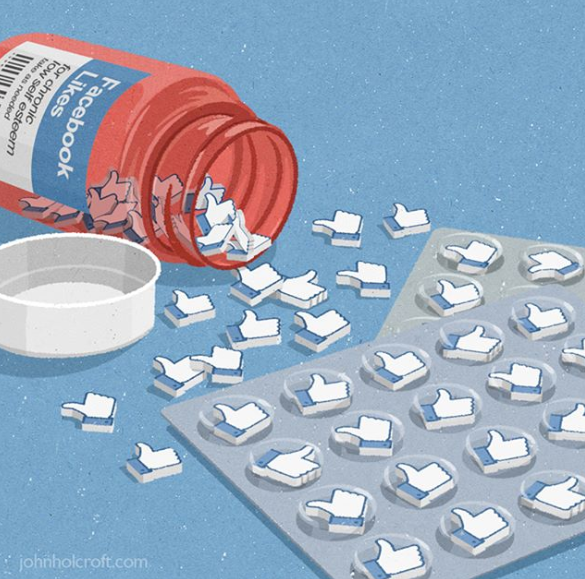 Facebook
Likes
for chronic
low self esteem
take as needed
johnholcroft.com